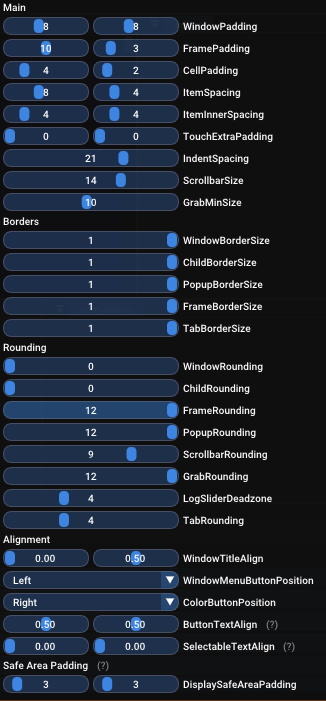 Main
8 8 WindowPadding
10 3 FramePadding
4 2 CellPadding
8 4 ItemSpacing
4 4 ItemInnerSpacing
0 0 TouchExtraPadding
21 IndentSpacing
14 ScrollbarSize
10 GrabMinSize
Borders
1 WindowBorderSize
1 ChildBorderSize
1 PopupBorderSize
1 FrameBorderSize
1 TabBorderSize
Rounding
0 WindowRounding
0 ChildRounding
12 FrameRounding
12 PopupRounding
9 ScrollbarRounding
12 GrabRounding
4 LogSliderDeadzone
4 TabRounding
Alignment
0.00 0.50 WindowTitleAlign
Left WindowMenuButtonPosition
Right ColorButtonPosition
0.50 0.50 ButtonTextAlign (?)
0.00 0.00 SelectableTextAlign (?)
Safe Area Padding (?)
3 3 DisplaySafeAreaPadding